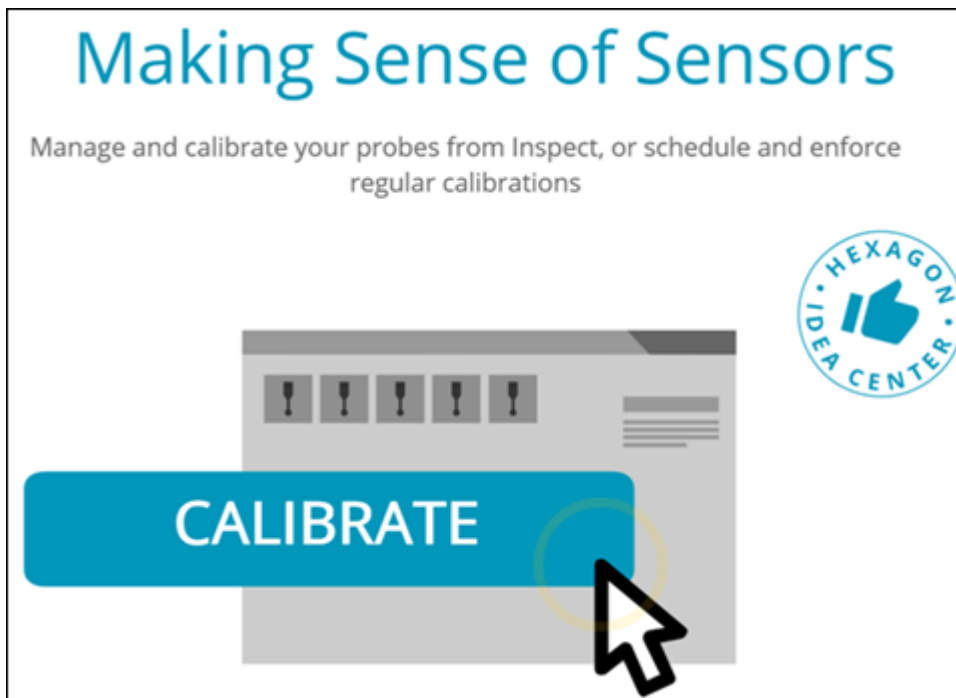 Making Sense of Sensors
Manage and calibrate your probes from Inspect, or schedule and enforce
regular calibrations
• HEXAGON •
IDEA CENTER
CALIBRATE